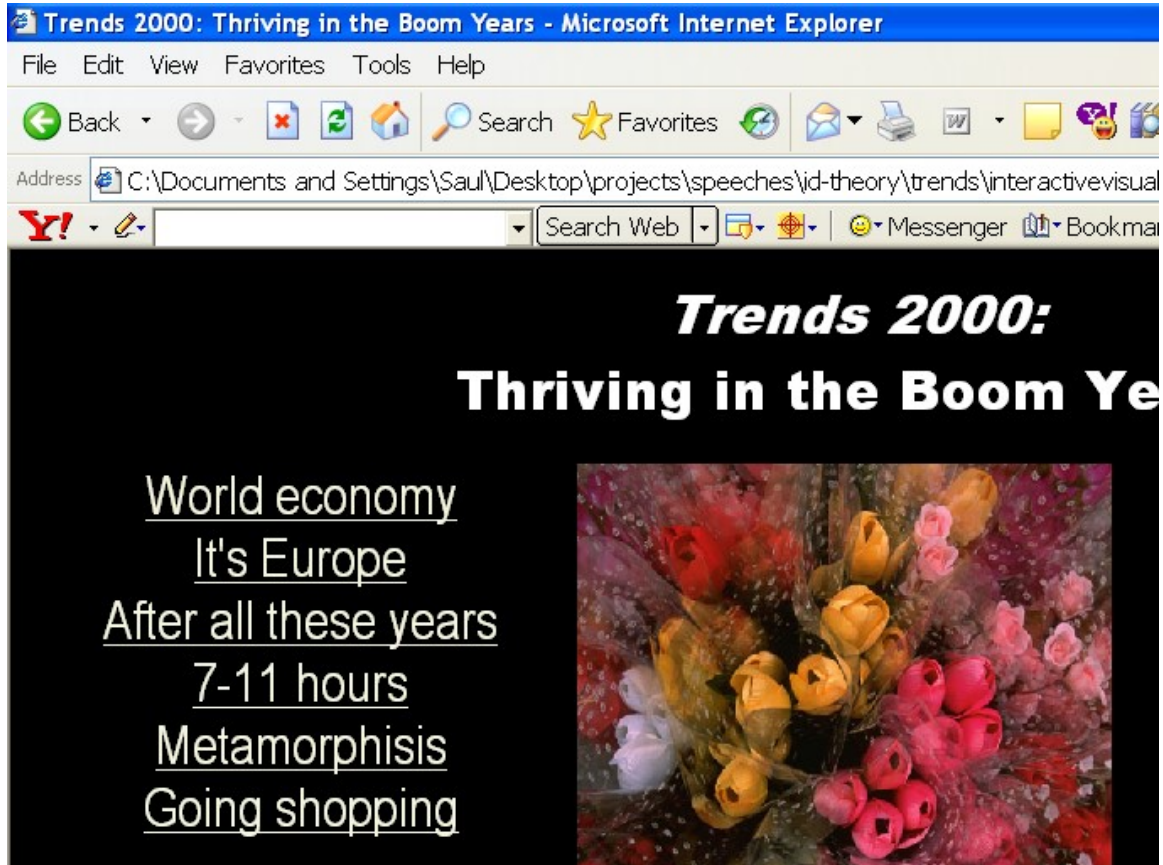 Trends 2000: Thriving in the Boom Years - Microsoft Internet Explorer
File Edit View Favorites Tools Help
Back Search Favorites W
Address C:\Documents and Settings\Saul\Desktop\projects\speeches\id-theory\trends\interactivevisual
Y! Search Web Messenger Bookmar
Trends 2000:
Thriving in the Boom Ye
World economy
It's Europe
After all these years
7-11 hours
Metamorphisis
Going shopping